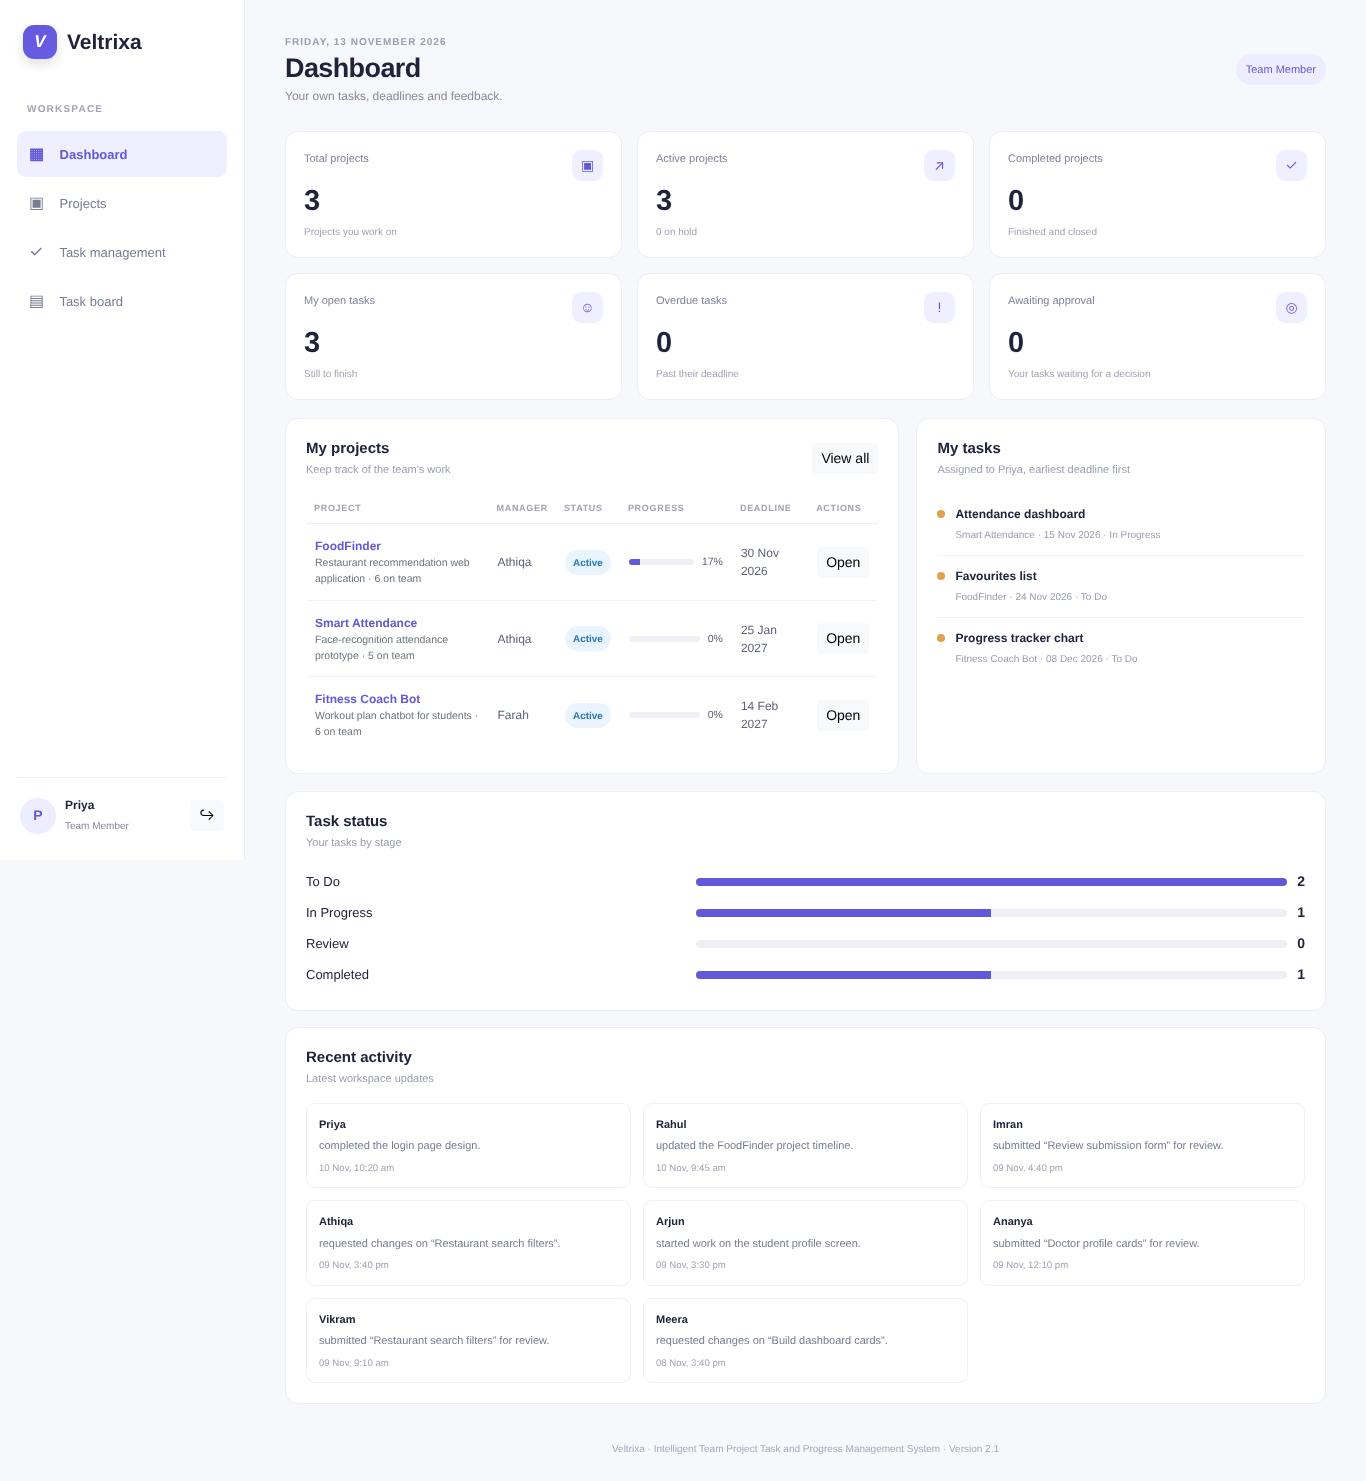 V Veltrixa
WORKSPACE
Dashboard
Projects
Task management
Task board
P
Priya
Team Member
FRIDAY, 13 NOVEMBER 2026
Dashboard
Your own tasks, deadlines and feedback.
Team Member
Total projects
3
Projects you work on
Active projects
3
0 on hold
Completed projects
0
Finished and closed
My open tasks
3
Still to finish
Overdue tasks
!
0
Past their deadline
Awaiting approval
0
Your tasks waiting for a decision
My projects
Keep track of the team's work
View all
PROJECT MANAGER STATUS PROGRESS DEADLINE ACTIONS
FoodFinder
Restaurant recommendation web
application · 6 on team
Athiqa
Active
17%
30 Nov
2026
Open
Smart Attendance
Face-recognition attendance
prototype · 5 on team
Athiqa
Active
0%
25 Jan
2027
Open
Fitness Coach Bot
Workout plan chatbot for students ·
6 on team
Farah
Active
0%
14 Feb
2027
Open
My tasks
Assigned to Priya, earliest deadline first
Attendance dashboard
Smart Attendance · 15 Nov 2026 · In Progress
Favourites list
FoodFinder · 24 Nov 2026 · To Do
Progress tracker chart
Fitness Coach Bot · 08 Dec 2026 · To Do
Task status
Your tasks by stage
To Do 2
In Progress 1
Review 0
Completed 1
Recent activity
Latest workspace updates
Priya
completed the login page design.
10 Nov, 10:20 am
Rahul
updated the FoodFinder project timeline.
10 Nov, 9:45 am
Imran
submitted “Review submission form” for review.
09 Nov, 4:40 pm
Athiqa
requested changes on “Restaurant search filters”.
09 Nov, 3:40 pm
Arjun
started work on the student profile screen.
09 Nov, 3:30 pm
Ananya
submitted “Doctor profile cards” for review.
09 Nov, 12:10 pm
Vikram
submitted “Restaurant search filters” for review.
09 Nov, 9:10 am
Meera
requested changes on “Build dashboard cards”.
08 Nov, 3:40 pm
Veltrixa · Intelligent Team Project Task and Progress Management System · Version 2.1